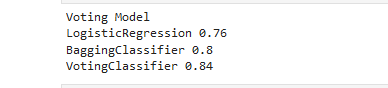 Voting Model
LogisticRegression 0.76
BaggingClassifier 0.8
VotingClassifier 0.84